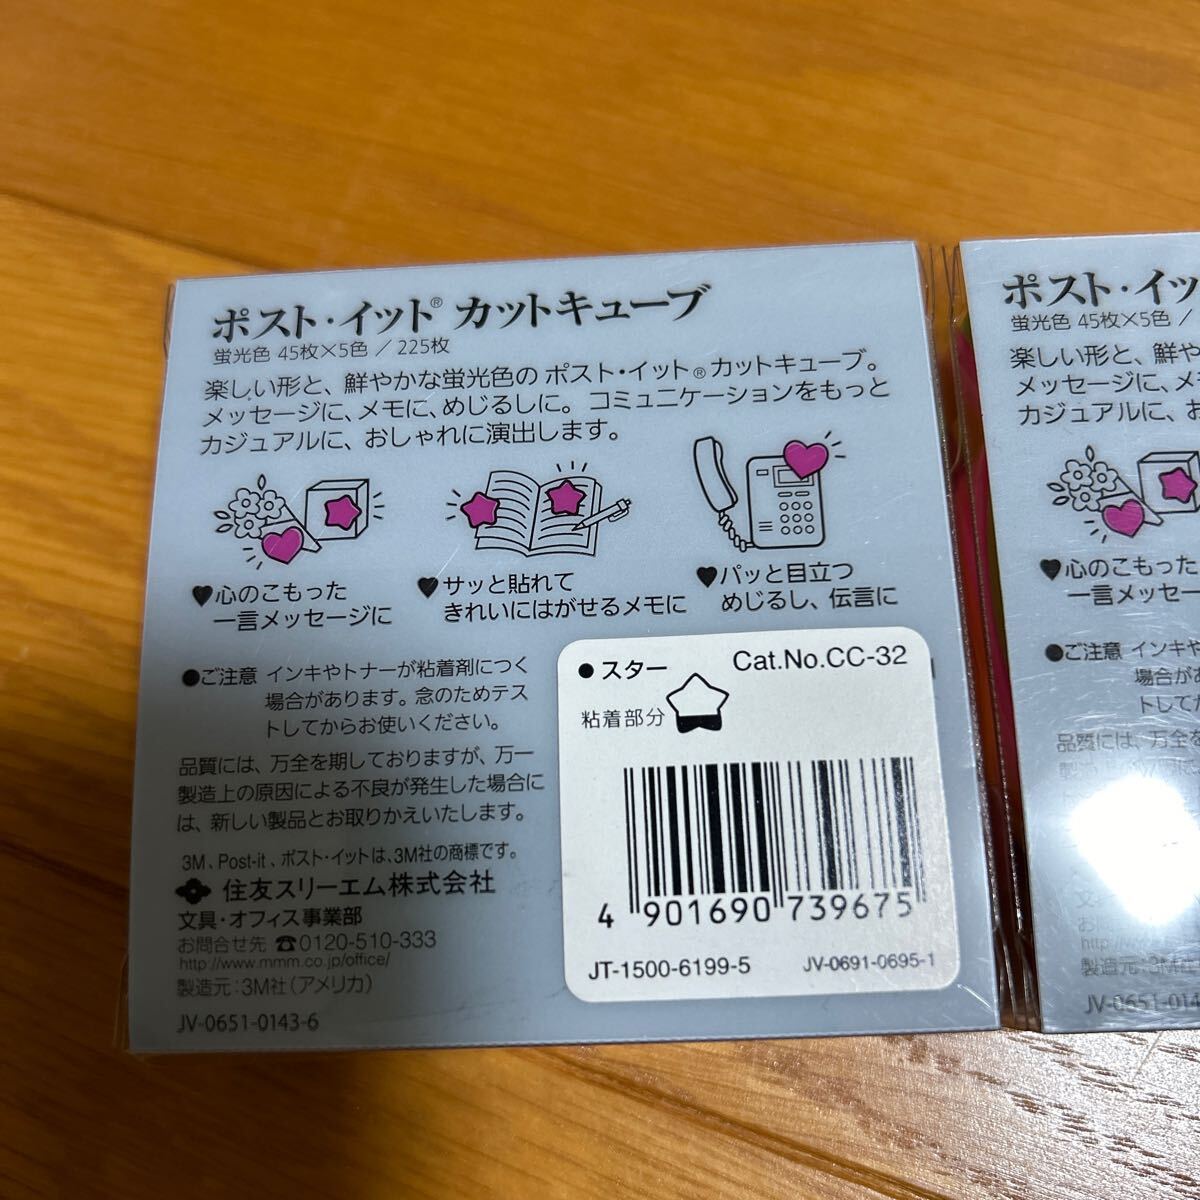 ポスト・イット® カットキューブ
蛍光色 45枚×5色 / 225枚
楽しい形と、鮮やかな蛍光色の ポスト・イット®カットキューブ。
メッセージに、メモに、めじるしに。コミュニケーションをもっと
カジュアルに、おしゃれに演出します。
♥心のこもった
一言メッセージに
♥サッと貼れて
きれいにはがせるメモに
♥パッと目立つ
めじるし、伝言に
●ご注意 インキやトナーが粘着剤につく
場合があります。念のためテス
トしてからお使いください。
品質には、万全を期しておりますが、万一
製造上の原因による不良が発生した場合に
は、新しい製品とお取りかえいたします。
3M、Post-it、ポスト・イットは、3M社の商標です。
住友スリーエム株式会社
文具・オフィス事業部
お問合せ先 ☎0120-510-333
http://www.mmm.co.jp/office/
製造元:3M社(アメリカ)
JV-0651-0143-6
●スター Cat.No.CC-32
粘着部分
4 901690 739675
JT-1500-6199-5 JV-0691-0695-1
ポスト・イッ
蛍光色 45枚×5色 /
楽しい形と、鮮や
メッセージに、メ
カジュアルに、お
♥心のこもった
一言メッセー
●ご注意 インキや
場合があ
トしてた
品質には、万全
http://www
製造元:3M社
JV-0651-014